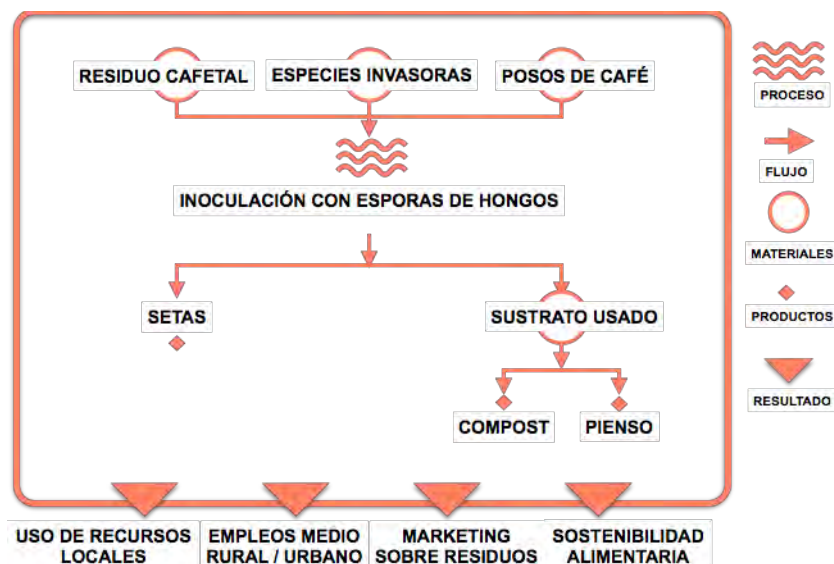 RESIDUO CAFETAL
ESPECIES INVASORAS
POSOS DE CAFÉ
INOCULACIÓN CON ESPORAS DE HONGOS
SETAS
SUSTRATO USADO
COMPOST
PIENSO
PROCESO
FLUJO
MATERIALES
PRODUCTOS
RESULTADO
USO DE RECURSOS
LOCALES
EMPLEOS MEDIO
RURAL / URBANO
MARKETING
SOBRE RESIDUOS
SOSTENIBILIDAD
ALIMENTARIA